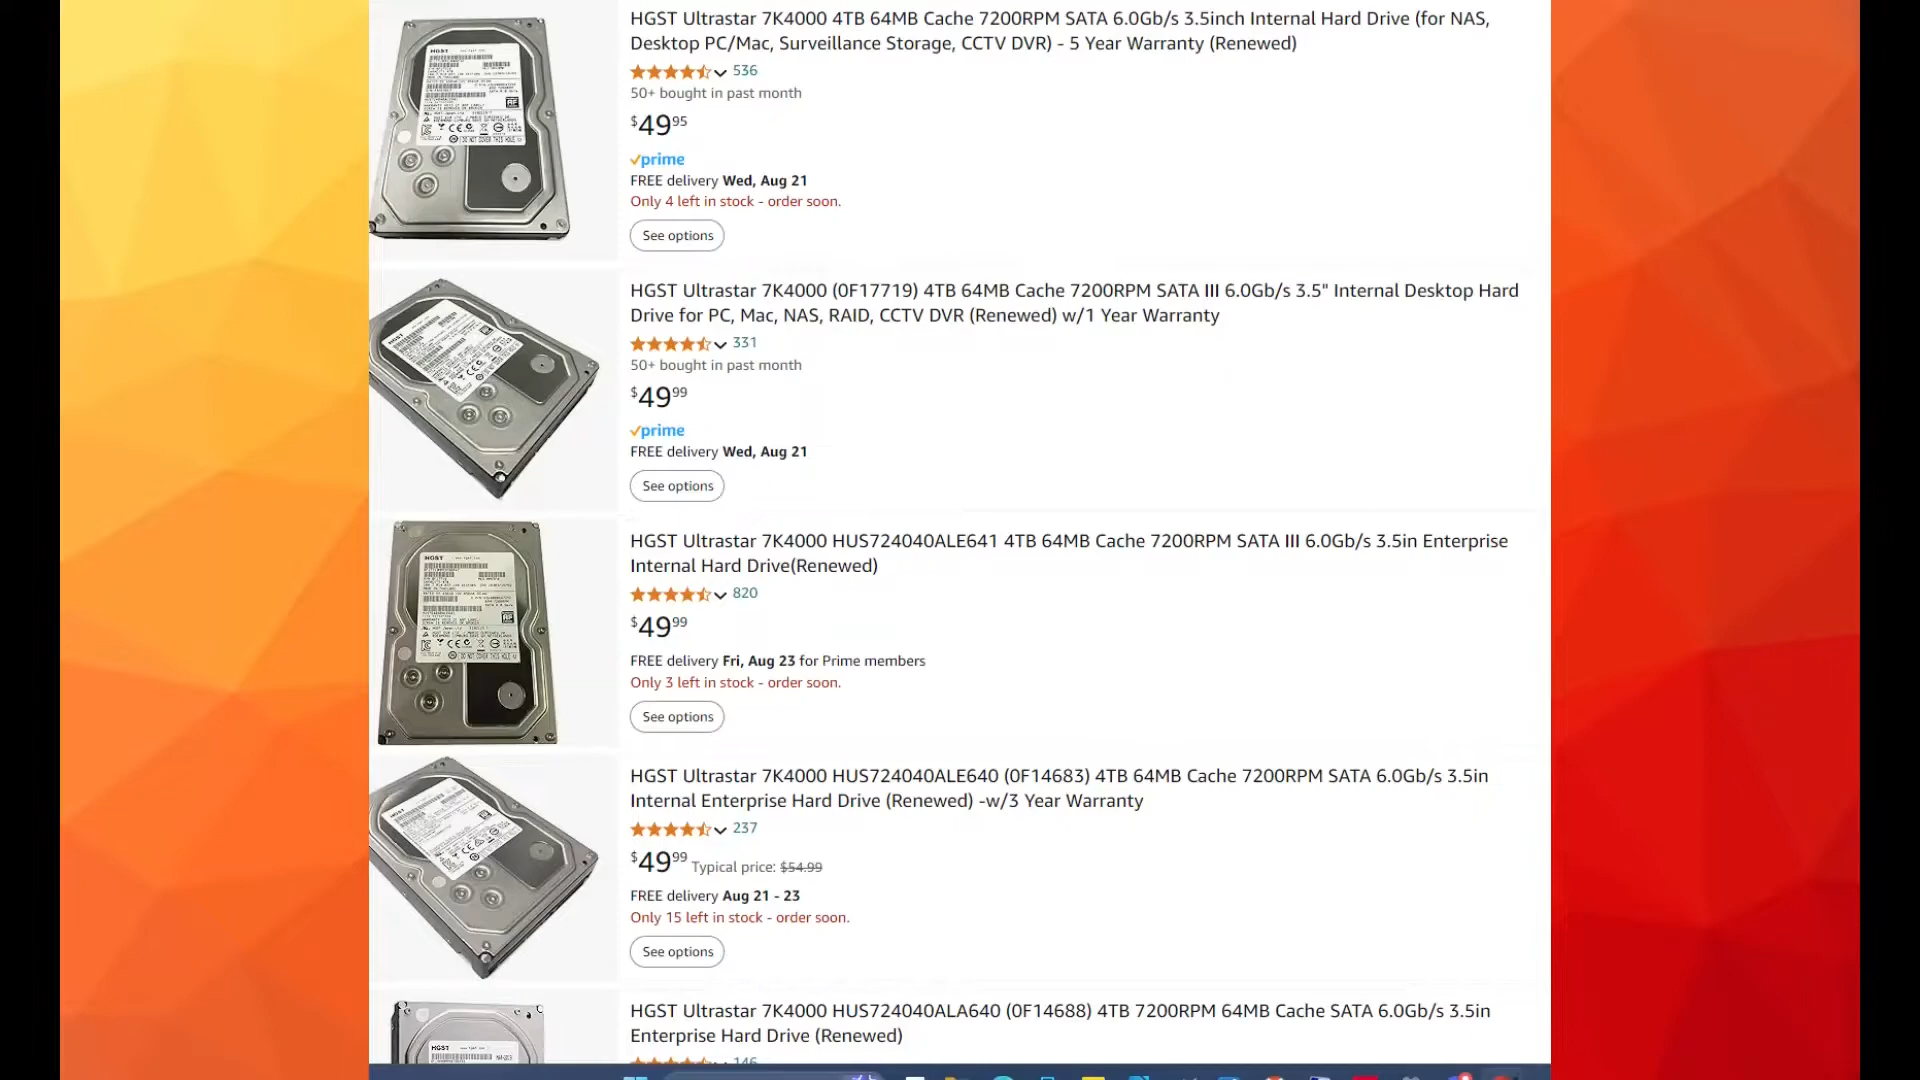 HGST Ultrastar 7K4000 4TB 64MB Cache 7200RPM SATA 6.0Gb/s 3.5inch Internal Hard Drive (for NAS,
Desktop PC/Mac, Surveillance Storage, CCTV DVR) - 5 Year Warranty (Renewed)
536
50+ bought in past month
$49 95
prime
FREE delivery Wed, Aug 21
Only 4 left in stock - order soon.
See options
HGST Ultrastar 7K4000 (0F17719) 4TB 64MB Cache 7200RPM SATA III 6.0Gb/s 3.5" Internal Desktop Hard
Drive for PC, Mac, NAS, RAID, CCTV DVR (Renewed) w/1 Year Warranty
331
50+ bought in past month
$49 99
prime
FREE delivery Wed, Aug 21
See options
HGST
HGST Ultrastar 7K4000 HUS724040ALE641 4TB 64MB Cache 7200RPM SATA III 6.0Gb/s 3.5in Enterprise
Internal Hard Drive(Renewed)
820
$49 99
FREE delivery Fri, Aug 23 for Prime members
Only 3 left in stock - order soon.
See options
HGST Ultrastar 7K4000 HUS724040ALE640 (0F14683) 4TB 64MB Cache 7200RPM SATA 6.0Gb/s 3.5in
Internal Enterprise Hard Drive (Renewed) -w/3 Year Warranty
237
$49 99 Typical price: $54.99
FREE delivery Aug 21 - 23
Only 15 left in stock - order soon.
See options
HGST
HGST Ultrastar 7K4000 HUS724040ALA640 (0F14688) 4TB 7200RPM 64MB Cache SATA 6.0Gb/s 3.5in
Enterprise Hard Drive (Renewed)
146